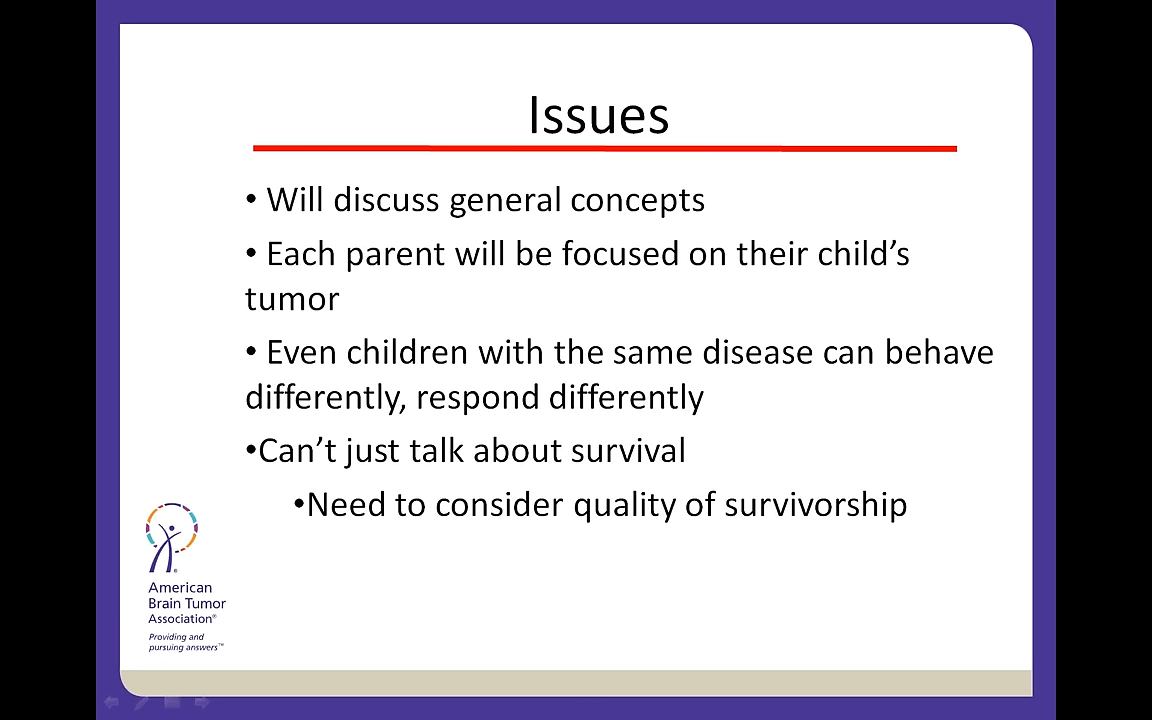 Issues
• Will discuss general concepts
• Each parent will be focused on their child’s
tumor
• Even children with the same disease can behave
differently, respond differently
•Can’t just talk about survival
•Need to consider quality of survivorship
American
Brain Tumor
Association®
Providing and
pursuing answers™